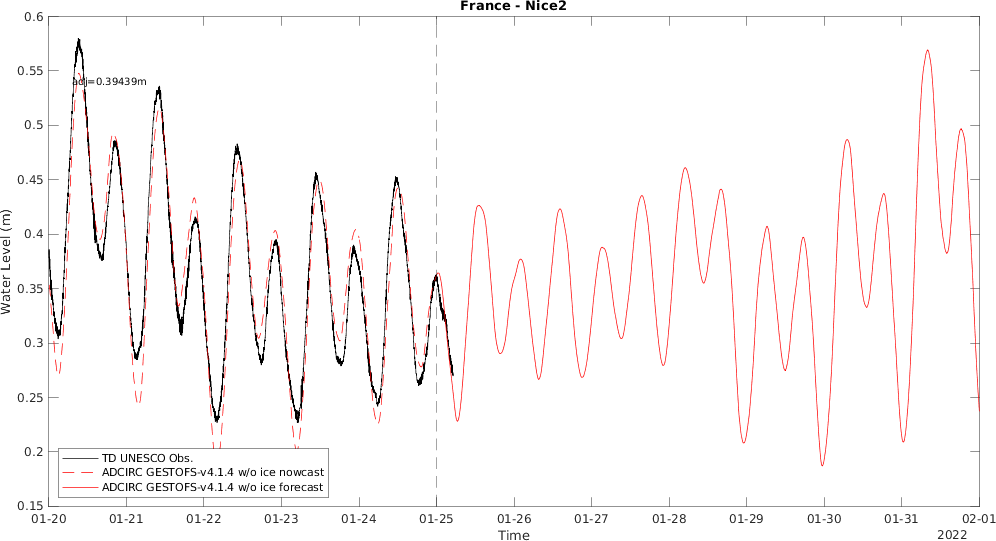 France - Nice2
0.6
0.55
0.5
0.45
0.4
0.35
0.3
0.25
0.2
0.15
Water Level (m)
adj=0.39439m
TD UNESCO Obs.
ADCIRC GESTOFS-v4.1.4 w/o ice nowcast
ADCIRC GESTOFS-v4.1.4 w/o ice forecast
01-20 01-21 01-22 01-23 01-24 01-25 01-26 01-27 01-28 01-29 01-30 01-31 02-01
Time
2022